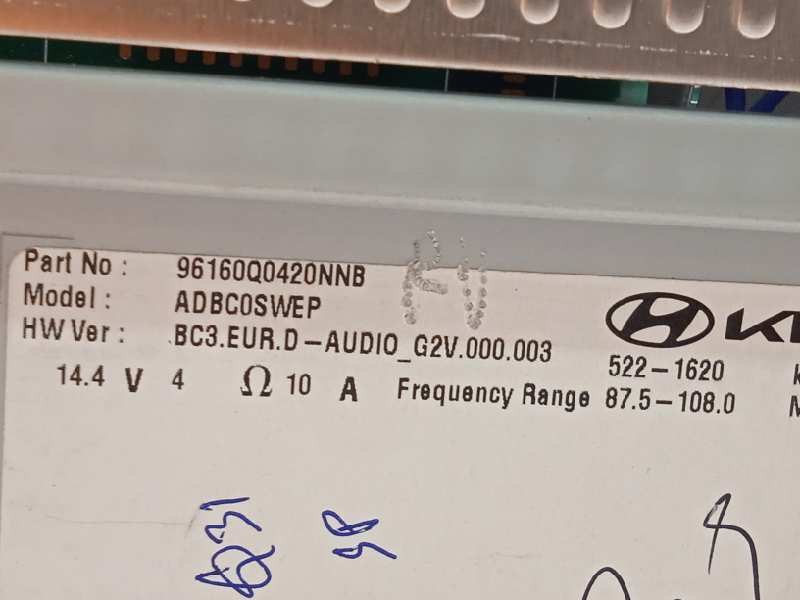 Part No : 96160Q0420NNB
Model : ADBC0SWEP
HW Ver : BC3.EUR.D-AUDIO_G2V.000.003
522-1620
14.4 V 4 Ω 10 A Frequency Range 87.5-108.0